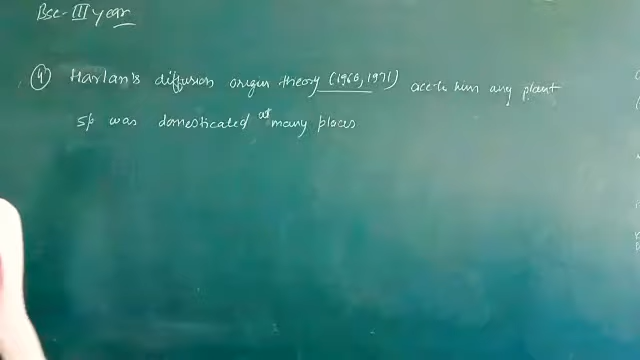 Bsc-III year
(4) Harlan's diffusion origin theory (1966, 1971) acc to him any plant
sp was domesticated at many places